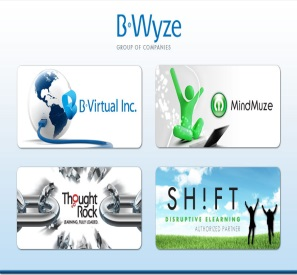 B•Wyze
GROUP OF COMPANIES
B•Virtual Inc.
MindMuze
Thought Rock
LEARNING, FULLY LOADED
SH!FT
DISRUPTIVE ELEARNING
AUTHORIZED PARTNER